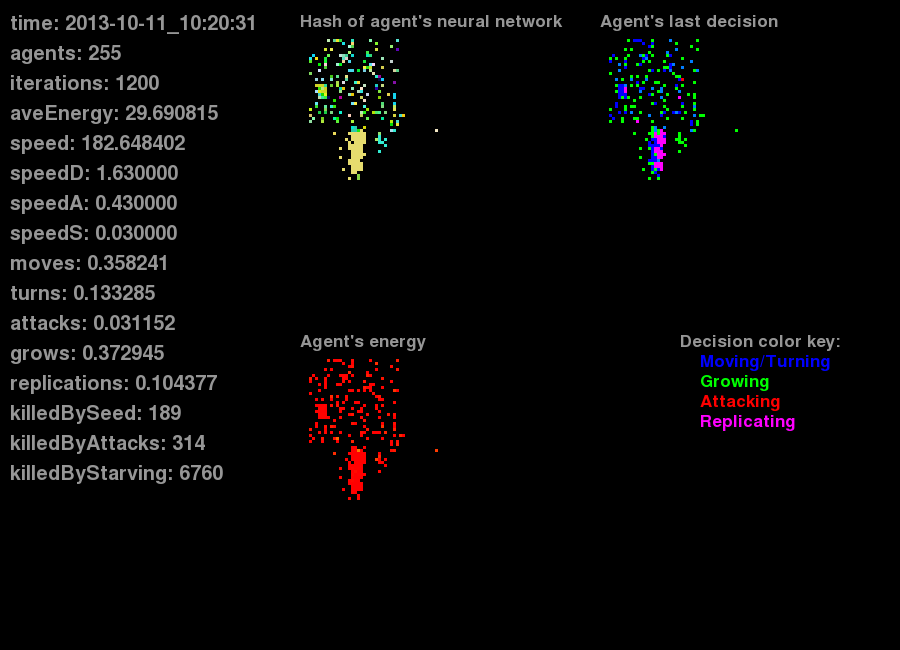 time: 2013-10-11_10:20:31
agents: 255
iterations: 1200
aveEnergy: 29.690815
speed: 182.648402
speedD: 1.630000
speedA: 0.430000
speedS: 0.030000
moves: 0.358241
turns: 0.133285
attacks: 0.031152
grows: 0.372945
replications: 0.104377
killedBySeed: 189
killedByAttacks: 314
killedByStarving: 6760
Hash of agent's neural network
Agent's last decision
Agent's energy
Decision color key:
Moving/Turning
Growing
Attacking
Replicating